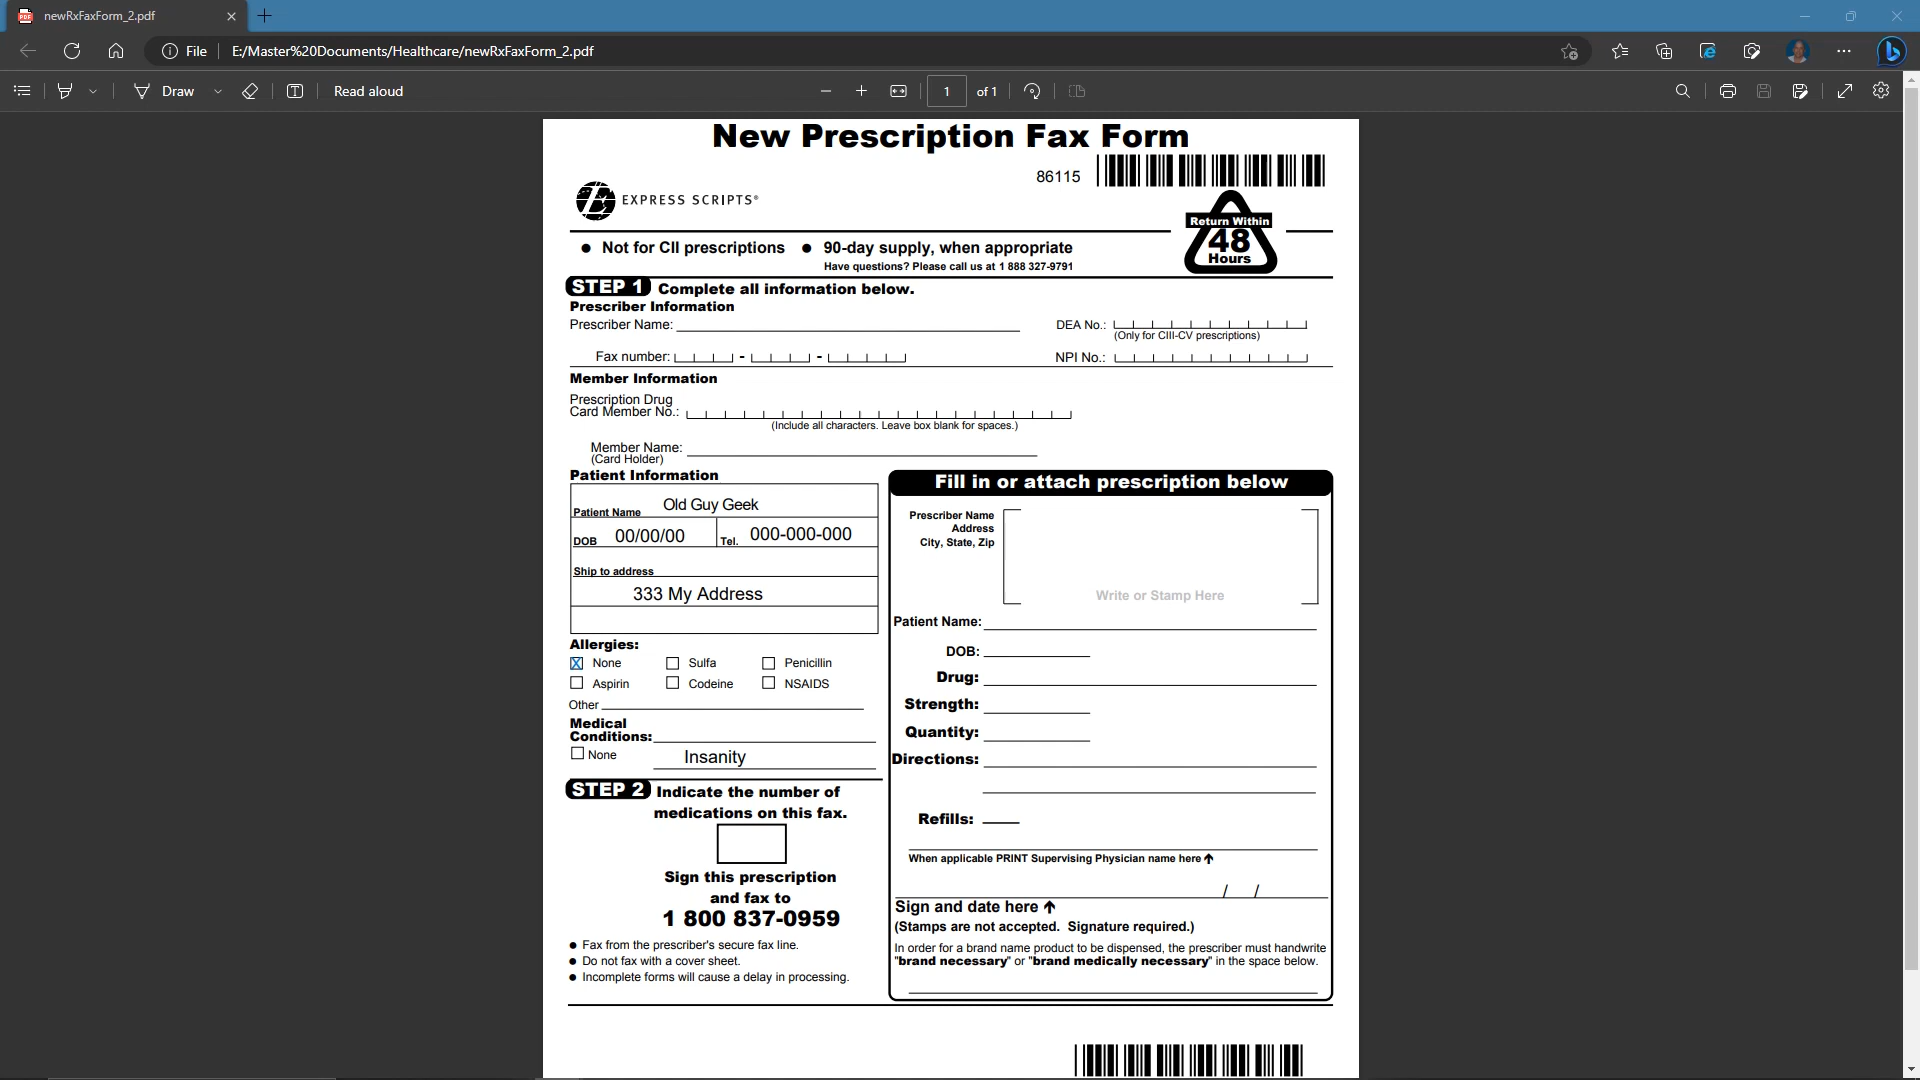 newRxFaxForm_2.pdf
File E:/Master%20Documents/Healthcare/newRxFaxForm_2.pdf
Draw Read aloud 1 of 1
New Prescription Fax Form
86115
EXPRESS SCRIPTS®
Return Within
48
Hours
● Not for CII prescriptions ● 90-day supply, when appropriate
Have questions? Please call us at 1 888 327-9791
STEP 1 Complete all information below.
Prescriber Information
Prescriber Name:
DEA No.:
(Only for CIII-CV prescriptions)
Fax number: - -
NPI No.:
Member Information
Prescription Drug
Card Member No.:
(Include all characters. Leave box blank for spaces.)
Member Name:
(Card Holder)
Patient Information
Patient Name Old Guy Geek
DOB 00/00/00 Tel. 000-000-000
Ship to address
333 My Address
Allergies:
X None Sulfa Penicillin
Aspirin Codeine NSAIDS
Other
Medical
Conditions:
None Insanity
STEP 2 Indicate the number of
medications on this fax.
Sign this prescription
and fax to
1 800 837-0959
● Fax from the prescriber's secure fax line.
● Do not fax with a cover sheet.
● Incomplete forms will cause a delay in processing.
Fill in or attach prescription below
Prescriber Name
Address
City, State, Zip
Write or Stamp Here
Patient Name:
DOB:
Drug:
Strength:
Quantity:
Directions:
Refills:
When applicable PRINT Supervising Physician name here ↑
/ /
Sign and date here ↑
(Stamps are not accepted. Signature required.)
In order for a brand name product to be dispensed, the prescriber must handwrite
"brand necessary" or "brand medically necessary" in the space below.